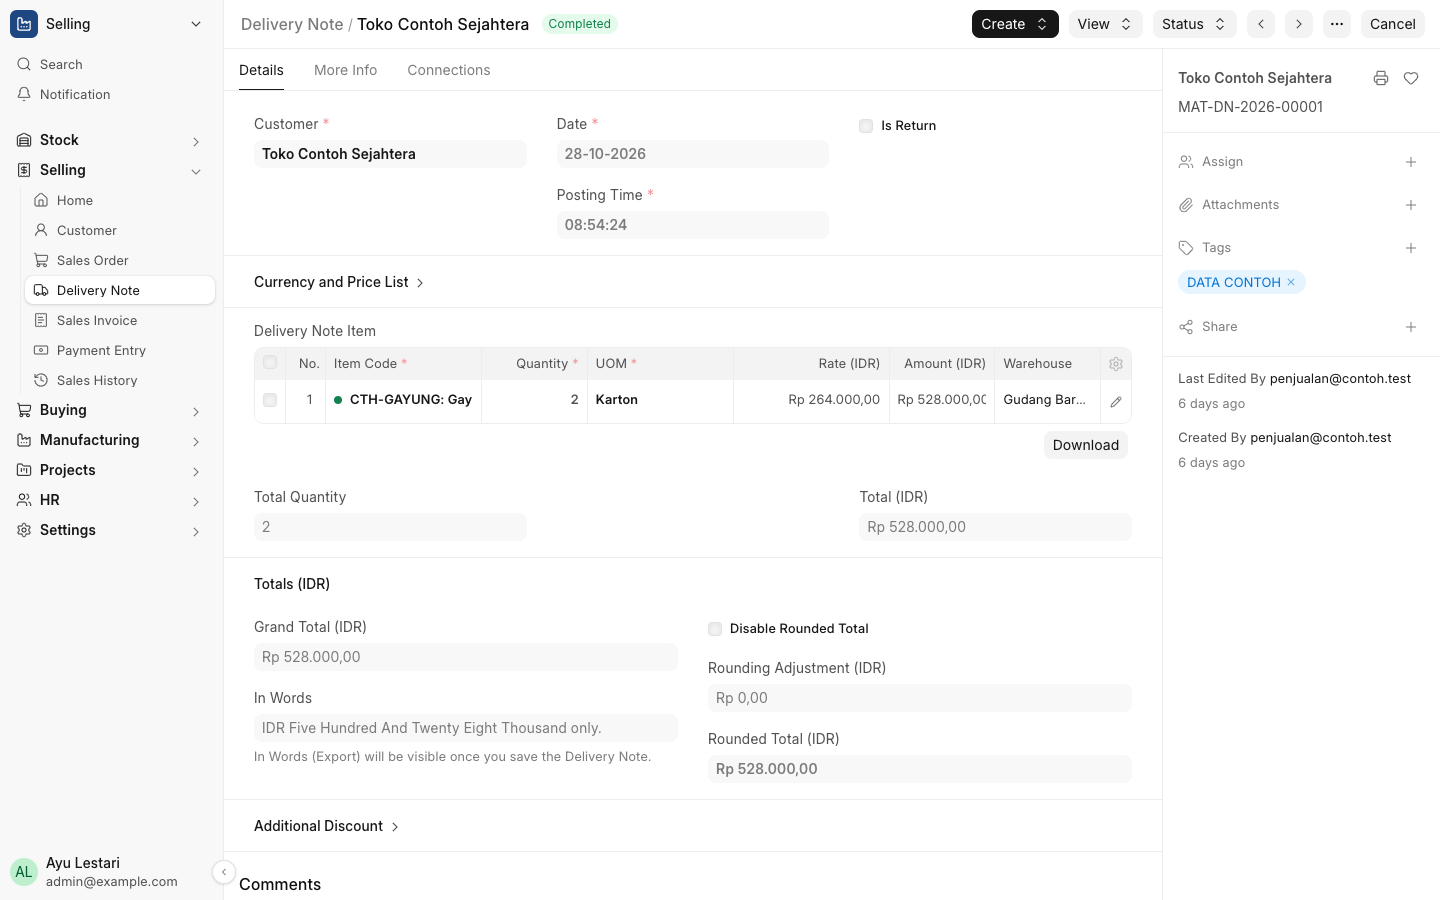 Selling
Search
Notification
Stock
Selling
Home
Customer
Sales Order
Delivery Note
Sales Invoice
Payment Entry
Sales History
Buying
Manufacturing
Projects
HR
Settings
AL
Ayu Lestari
admin@example.com
Delivery Note / Toko Contoh Sejahtera Completed
Create View Status Cancel
Details More Info Connections
Customer *
Toko Contoh Sejahtera
Date *
28-10-2026
Posting Time *
08:54:24
Is Return
Currency and Price List
Delivery Note Item
No. Item Code * Quantity * UOM * Rate (IDR) Amount (IDR) Warehouse
1 CTH-GAYUNG: Gay 2 Karton Rp 264.000,00 Rp 528.000,00 Gudang Bar...
Download
Total Quantity
2
Total (IDR)
Rp 528.000,00
Totals (IDR)
Grand Total (IDR)
Rp 528.000,00
In Words
IDR Five Hundred And Twenty Eight Thousand only.
In Words (Export) will be visible once you save the Delivery Note.
Disable Rounded Total
Rounding Adjustment (IDR)
Rp 0,00
Rounded Total (IDR)
Rp 528.000,00
Additional Discount
Comments
Toko Contoh Sejahtera
MAT-DN-2026-00001
Assign
Attachments
Tags
DATA CONTOH
Share
Last Edited By penjualan@contoh.test
6 days ago
Created By penjualan@contoh.test
6 days ago